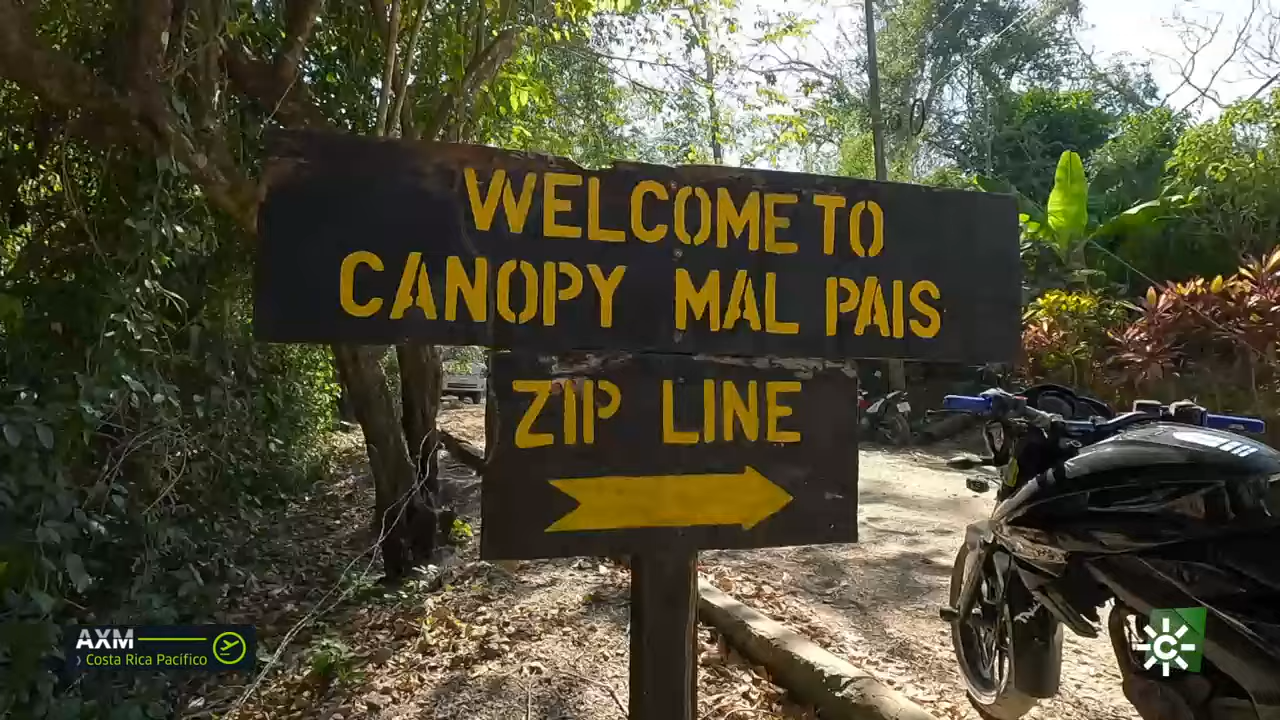 WELCOME TO
CANOPY MAL PAIS
ZIP LINE
AXM
Costa Rica Pacífico